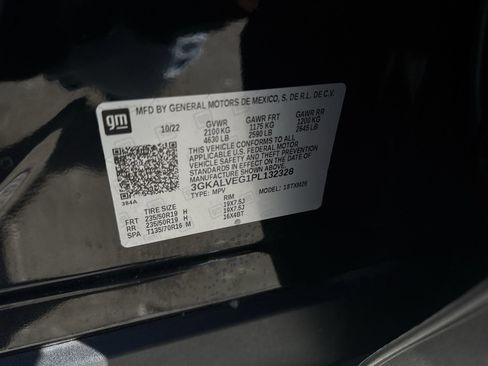 gm
MFD BY GENERAL MOTORS DE MEXICO, S. DE R.L. DE C.V.
10/22 GVWR GAWR FRT GAWR RR
2100 KG 1175 KG 1200 KG
4630 LB 2590 LB 2645 LB
THIS VEHICLE CONFORMS TO ALL
APPLICABLE U.S. FEDERAL MOTOR
VEHICLE SAFETY AND THEFT PREVENTION
STANDARDS IN EFFECT ON THE DATE OF
MANUFACTURE SHOWN ABOVE.
3GKALVEG1PL132328
TYPE: MPV MODEL:
384A
TIRE SIZE RIM
FRT 235/50R19 H 19X7.5J
RR 235/50R19 H 19X7.5J
SPA T135/70R16 M 16X4BT